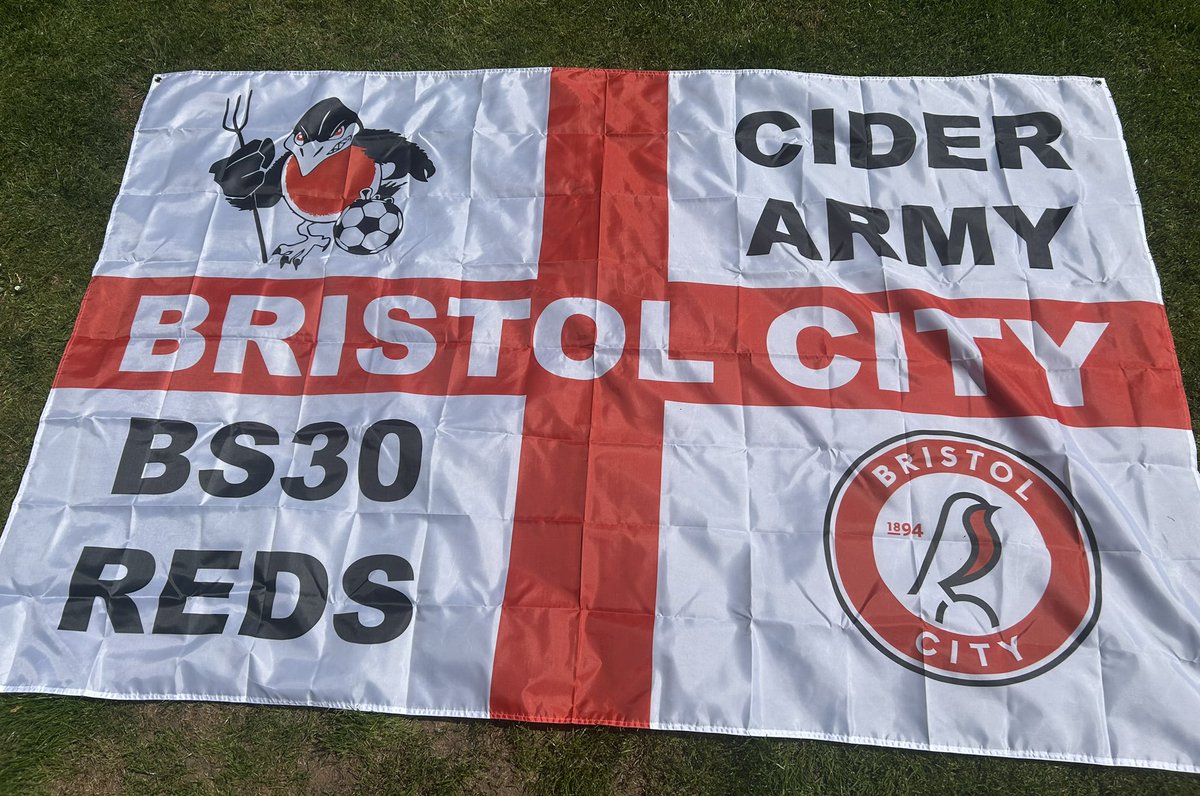 CIDER
ARMY
BRISTOL CITY
BS30
REDS
BRISTOL
1894
CITY